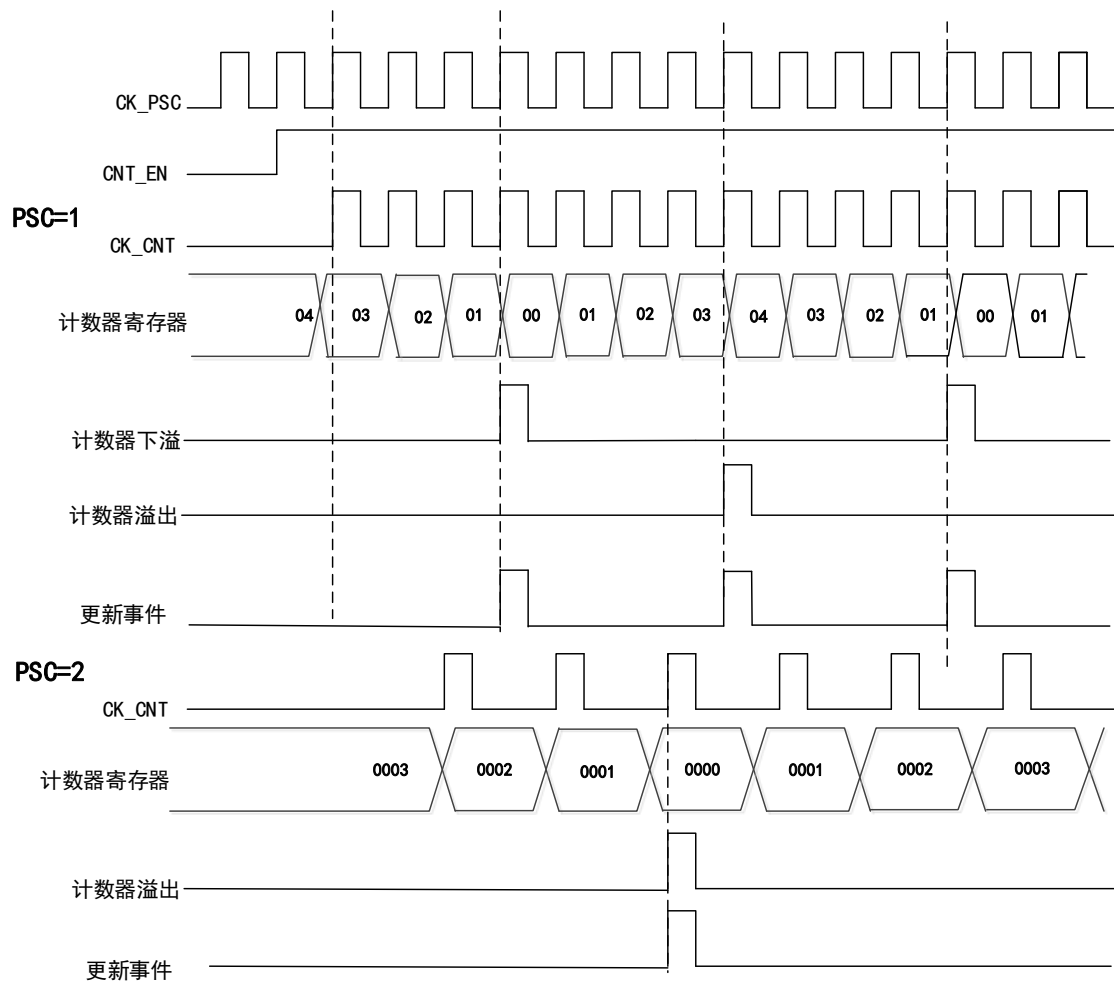 CK_PSC
CNT_EN
PSC=1
CK_CNT
计数器寄存器 04 03 02 01 00 01 02 03 04 03 02 01 00 01
计数器下溢
计数器溢出
更新事件
PSC=2
CK_CNT
计数器寄存器 0003 0002 0001 0000 0001 0002 0003
计数器溢出
更新事件